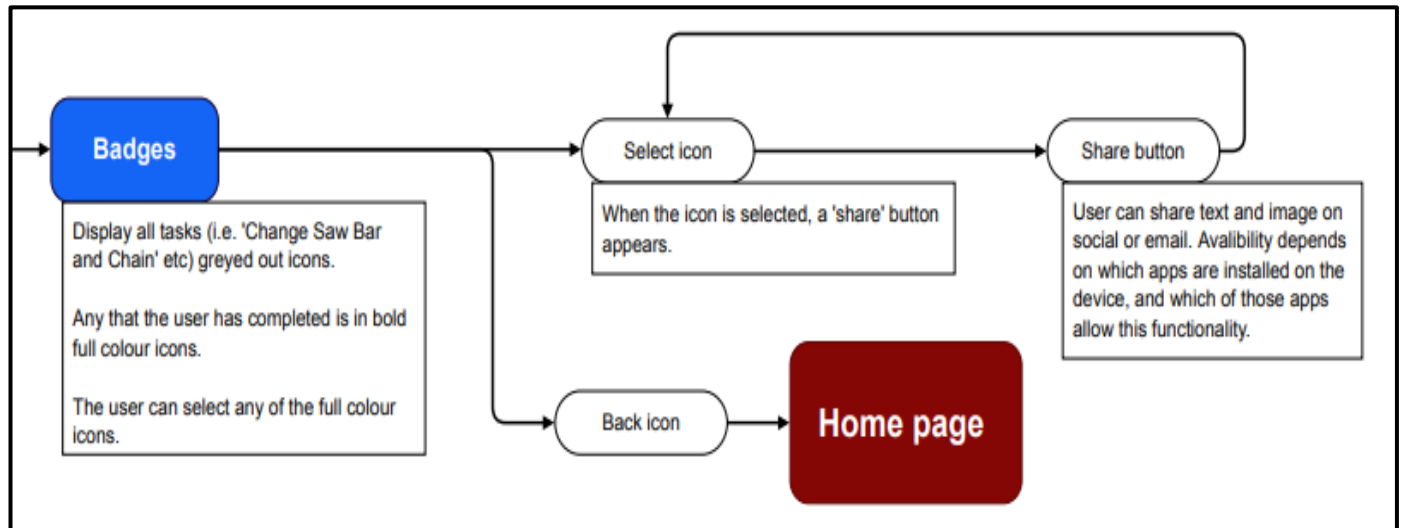 Badges
Display all tasks (i.e. 'Change Saw Bar
and Chain' etc) greyed out icons.
Any that the user has completed is in bold
full colour icons.
The user can select any of the full colour
icons.
Select icon
When the icon is selected, a 'share' button
appears.
Share button
User can share text and image on
social or email. Avalibility depends
on which apps are installed on the
device, and which of those apps
allow this functionality.
Back icon
Home page